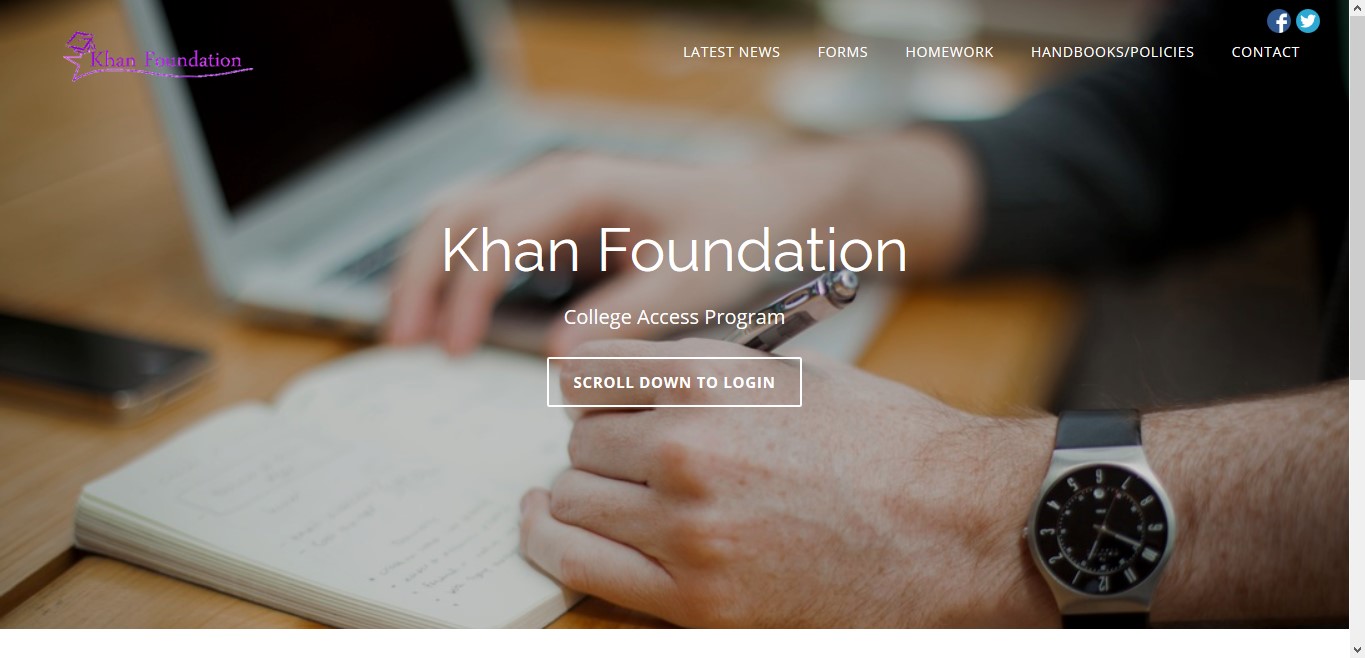 Khan Foundation
LATEST NEWS
FORMS
HOMEWORK
HANDBOOKS/POLICIES
CONTACT
Khan Foundation
College Access Program
SCROLL DOWN TO LOGIN